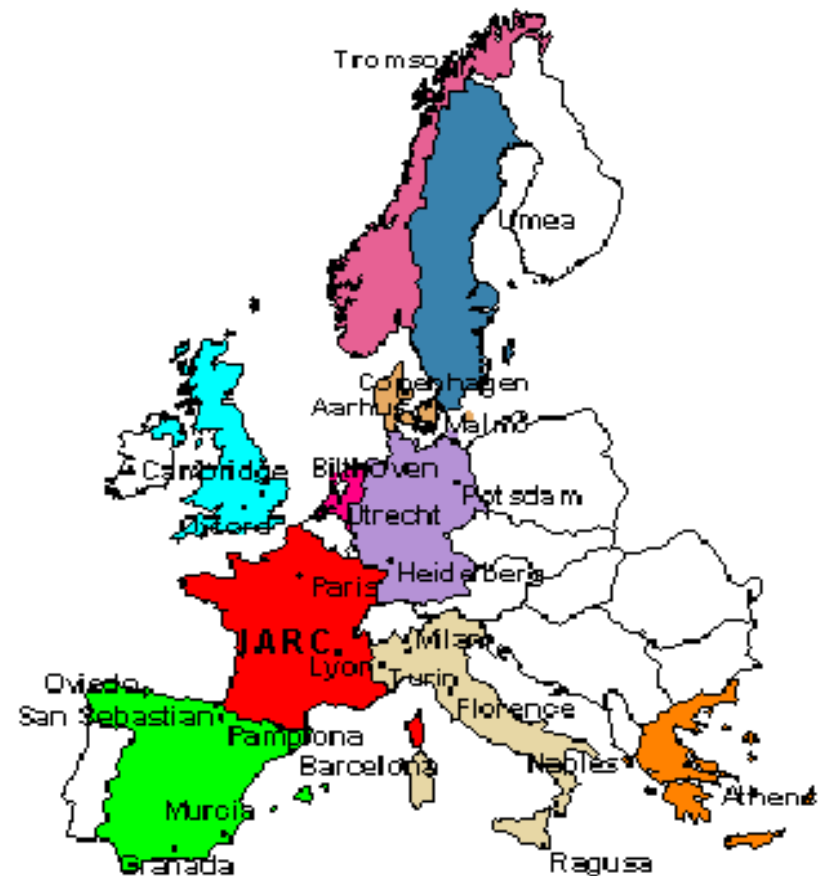 Tromso
Umea
Copenhagen
Aarhus
Malmo
Cambridge
Bilthoven
Potsdam
Oxford
Utrecht
Heidelberg
Paris
IARC.
Milan
Lyon
Turin
Oviedo
San Sebastian
Florence
Pamplona
Barcelona
Naples
Athens
Murcia
Granada
Ragusa